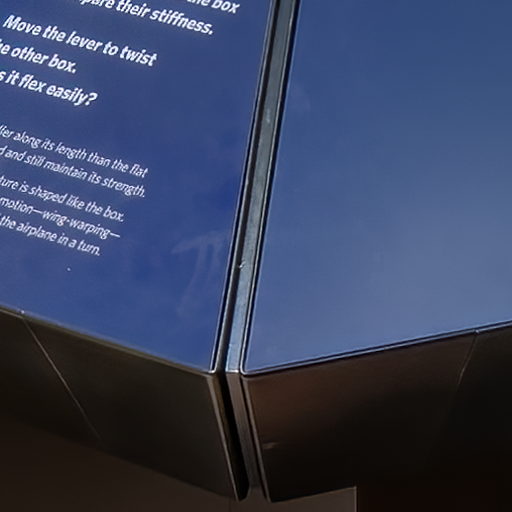 the box
pare their stiffness.
Move the lever to twist
e other box.
s it flex easily?
ffer along its length than the flat
d and still maintain its strength.
ture is shaped like the box.
motion—wing-warping—
the airplane in a turn.